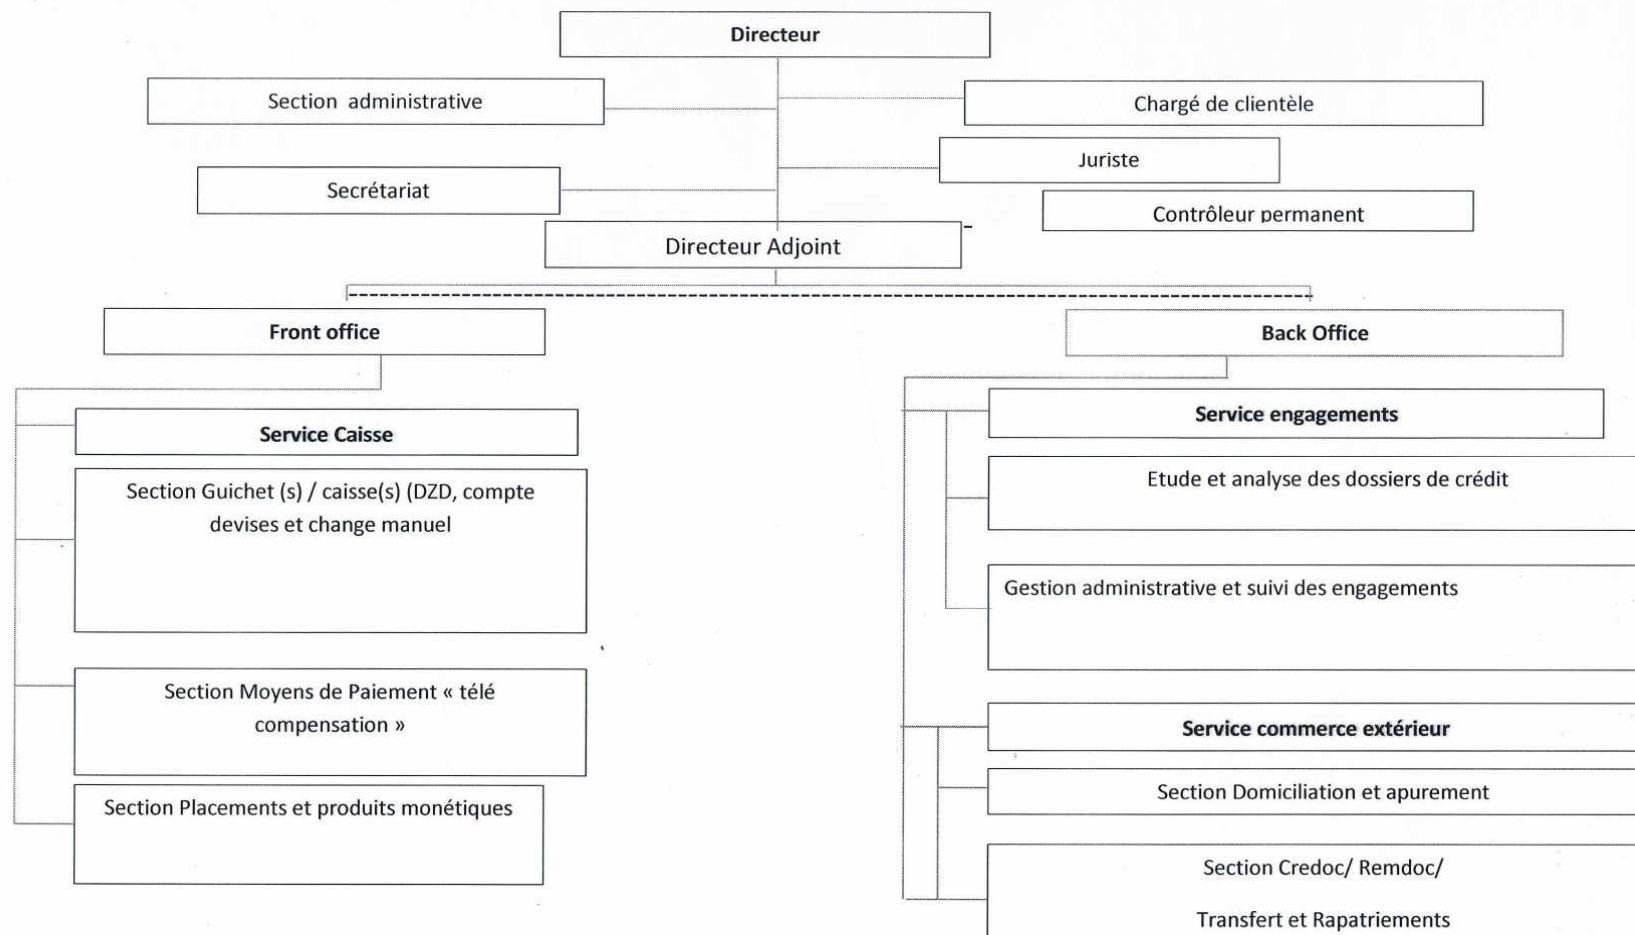 Directeur
Section administrative
Chargé de clientèle
Juriste
Secrétariat
Contrôleur permanent
Directeur Adjoint
Front office
Back Office
Service Caisse
Section Guichet (s) / caisse(s) (DZD, compte
devises et change manuel
Section Moyens de Paiement « télé
compensation »
Section Placements et produits monétiques
Service engagements
Etude et analyse des dossiers de crédit
Gestion administrative et suivi des engagements
Service commerce extérieur
Section Domiciliation et apurement
Section Credoc/ Remdoc/
Transfert et Rapatriements